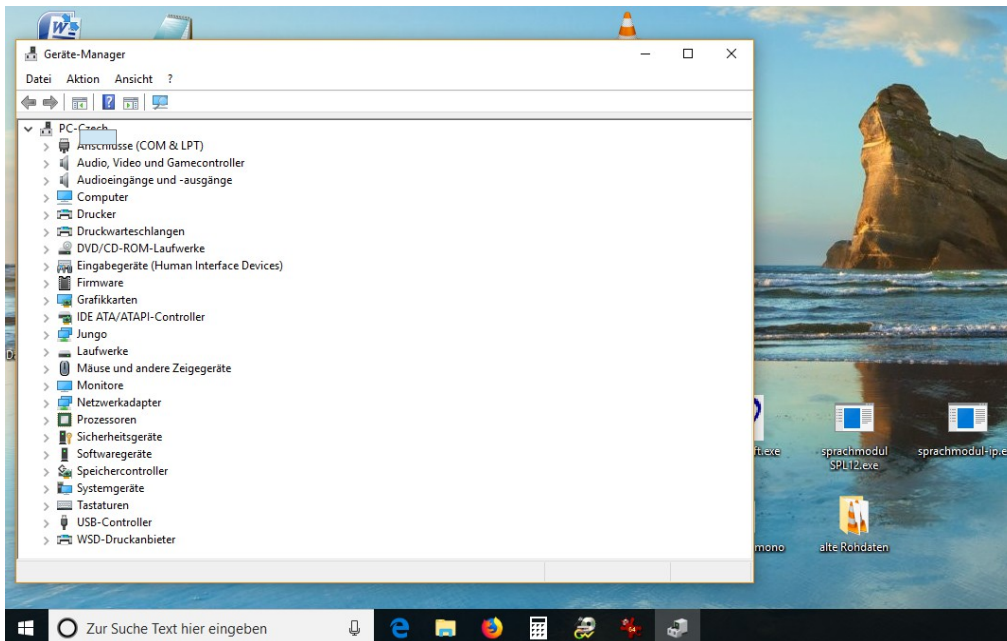 Geräte-Manager
Datei Aktion Ansicht ?
PC-Czech
Anschlüsse (COM & LPT)
Audio, Video und Gamecontroller
Audioeingänge und -ausgänge
Computer
Drucker
Druckwarteschlangen
DVD/CD-ROM-Laufwerke
Eingabegeräte (Human Interface Devices)
Firmware
Grafikkarten
IDE ATA/ATAPI-Controller
Jungo
Laufwerke
Mäuse und andere Zeigegeräte
Monitore
Netzwerkadapter
Prozessoren
Sicherheitsgeräte
Softwaregeräte
Speichercontroller
Systemgeräte
Tastaturen
USB-Controller
WSD-Druckanbieter
ft.exe
sprachmodul
SPL12.exe
sprachmodul-ip.e
mono
alte Rohdaten
Zur Suche Text hier eingeben
64